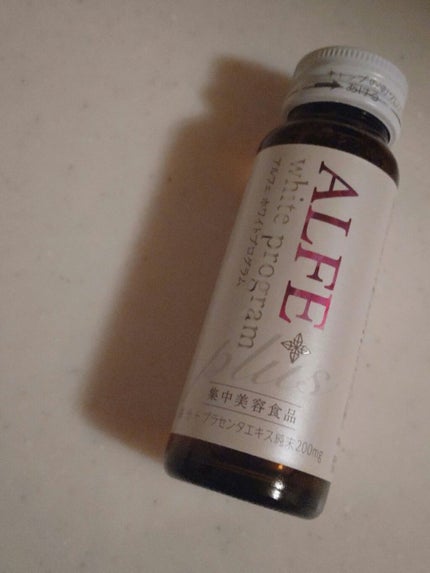 ALFE
white program
アルフェ ホワイトプログラム
plus
集中美容食品
プラセンタエキス純末200mg